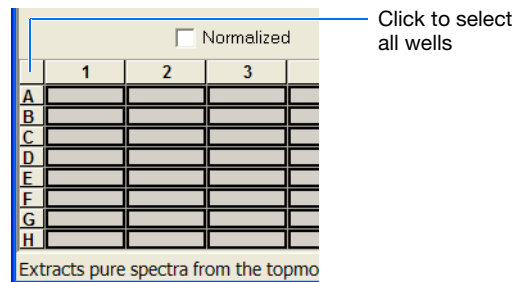 Click to select
all wells
Normalized
1 2 3
A
B
C
D
E
F
G
H
Extracts pure spectra from the topmo